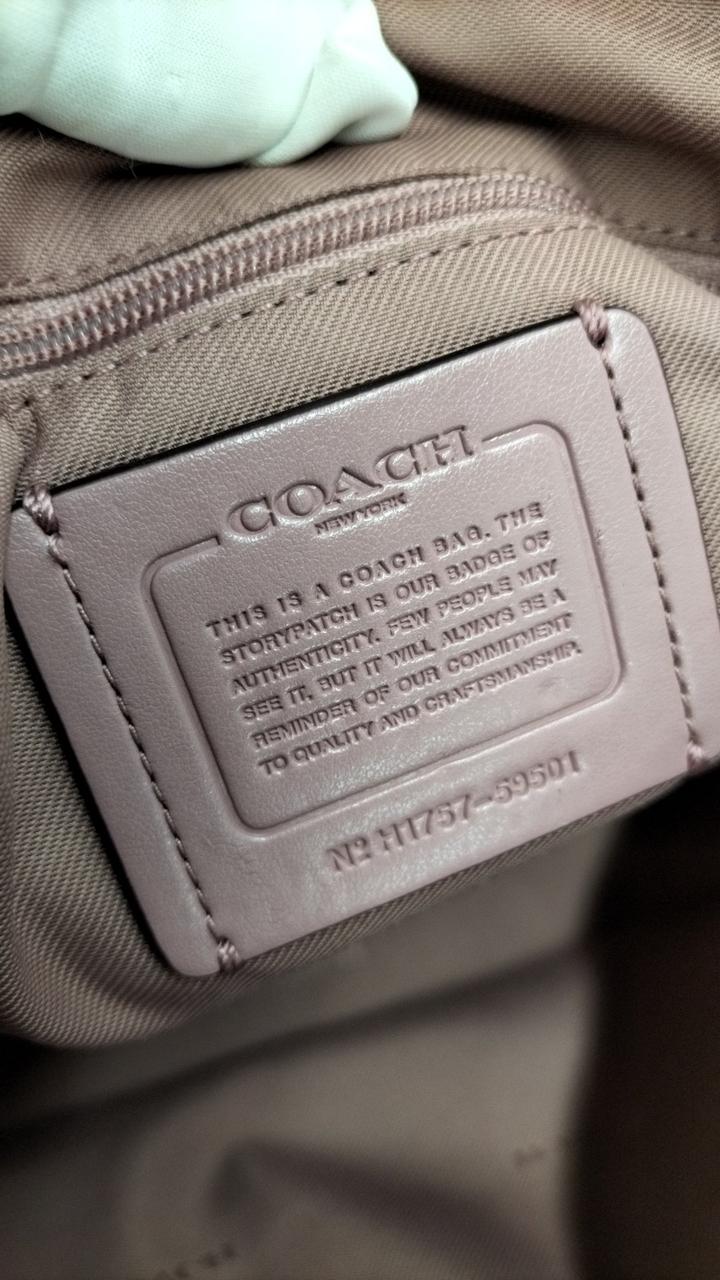 COACH
NEW YORK
THIS IS A COACH BAG. THE
STORYPATCH IS OUR BADGE OF
AUTHENTICITY. FEW PEOPLE MAY
SEE IT, BUT IT WILL ALWAYS BE A
REMINDER OF OUR COMMITMENT
TO QUALITY AND CRAFTSMANSHIP.
Nº H1757-59501